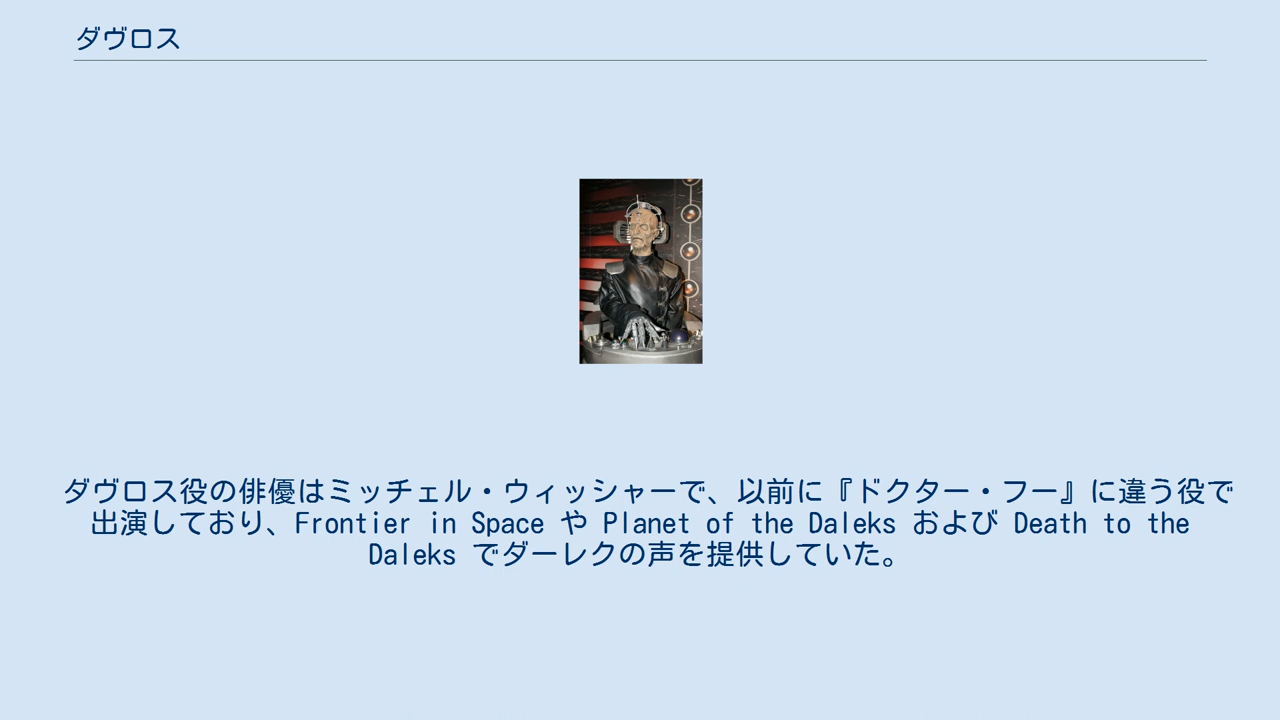 ダヴロス
ダヴロス役の俳優はミッチェル・ウィッシャーで、以前に『ドクター・フー』に違う役で
出演しており、Frontier in Space や Planet of the Daleks および Death to the
Daleks でダーレクの声を提供していた。